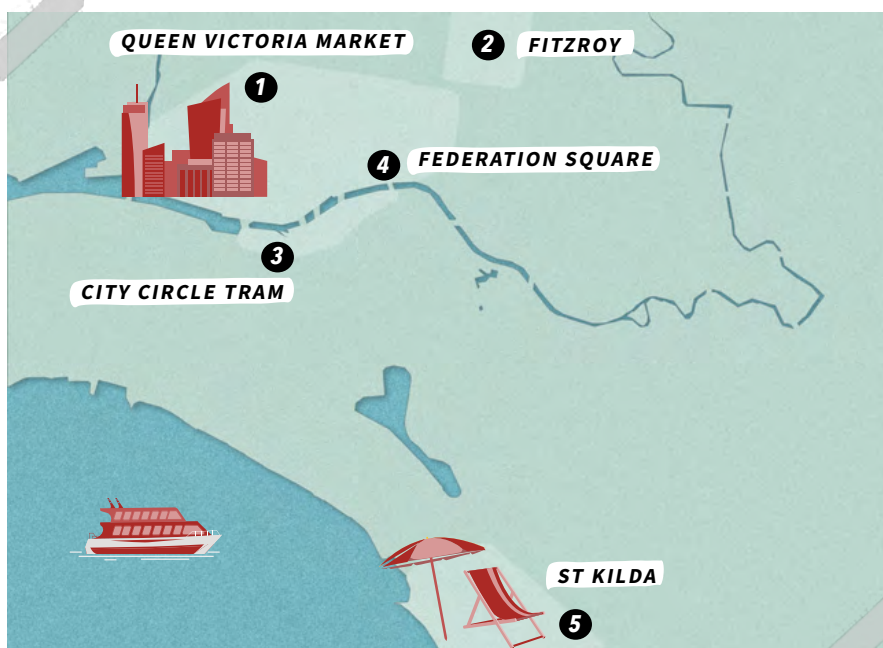 QUEEN VICTORIA MARKET
1
2 FITZROY
4 FEDERATION SQUARE
3
CITY CIRCLE TRAM
ST KILDA
5